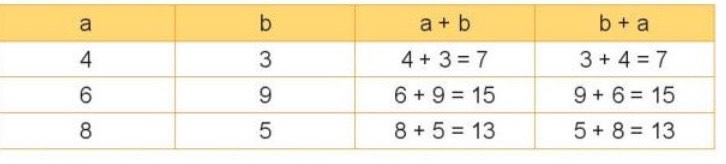 a b a + b b + a
4 3 4 + 3 = 7 3 + 4 = 7
6 9 6 + 9 = 15 9 + 6 = 15
8 5 8 + 5 = 13 5 + 8 = 13